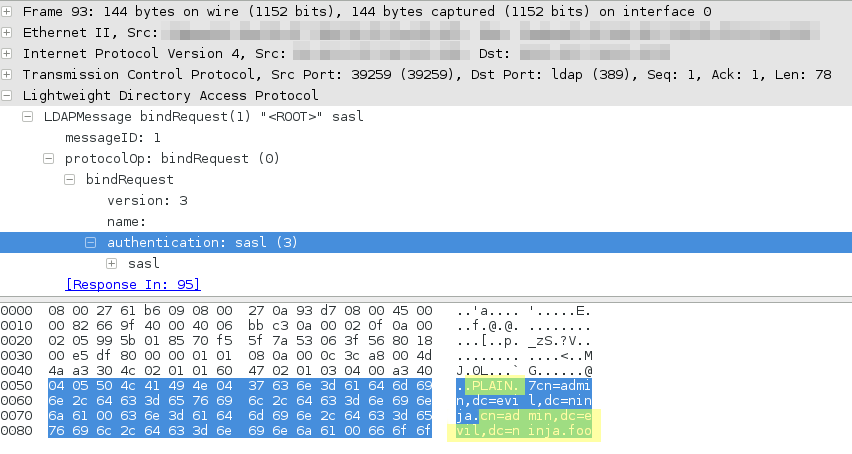 Frame 93: 144 bytes on wire (1152 bits), 144 bytes captured (1152 bits) on interface 0
Ethernet II, Src:
Internet Protocol Version 4, Src: Dst:
Transmission Control Protocol, Src Port: 39259 (39259), Dst Port: ldap (389), Seq: 1, Ack: 1, Len: 78
Lightweight Directory Access Protocol
LDAPMessage bindRequest(1) "<ROOT>" sasl
messageID: 1
protocolOp: bindRequest (0)
bindRequest
version: 3
name:
authentication: sasl (3)
sasl
[Response In: 95]
0000 08 00 27 61 b6 09 08 00 27 0a 93 d7 08 00 45 00 ..'a.... '.....E.
0010 00 82 66 9f 40 00 40 06 bb c3 0a 00 02 0f 0a 00 ..f.@.@. ........
0020 02 05 99 5b 01 85 70 f5 5f 7a 53 06 3f 56 80 18 ...[..p. _zS.?V..
0030 00 e5 df 80 00 00 01 01 08 0a 00 0c 3c a8 00 4d ........ ....<..M
0040 4a a3 30 4c 02 01 01 60 47 02 01 03 04 00 a3 40 J.0L...` G......@
0050 04 05 50 4c 41 49 4e 04 37 63 6e 3d 61 64 6d 69 ..PLAIN. 7cn=admi
0060 6e 2c 64 63 3d 65 76 69 6c 2c 64 63 3d 6e 69 6e n,dc=evi l,dc=nin
0070 6a 61 00 63 6e 3d 61 64 6d 69 6e 2c 64 63 3d 65 ja.cn=ad min,dc=e
0080 76 69 6c 2c 64 63 3d 6e 69 6e 6a 61 00 66 6f 6f vil,dc=n inja.foo